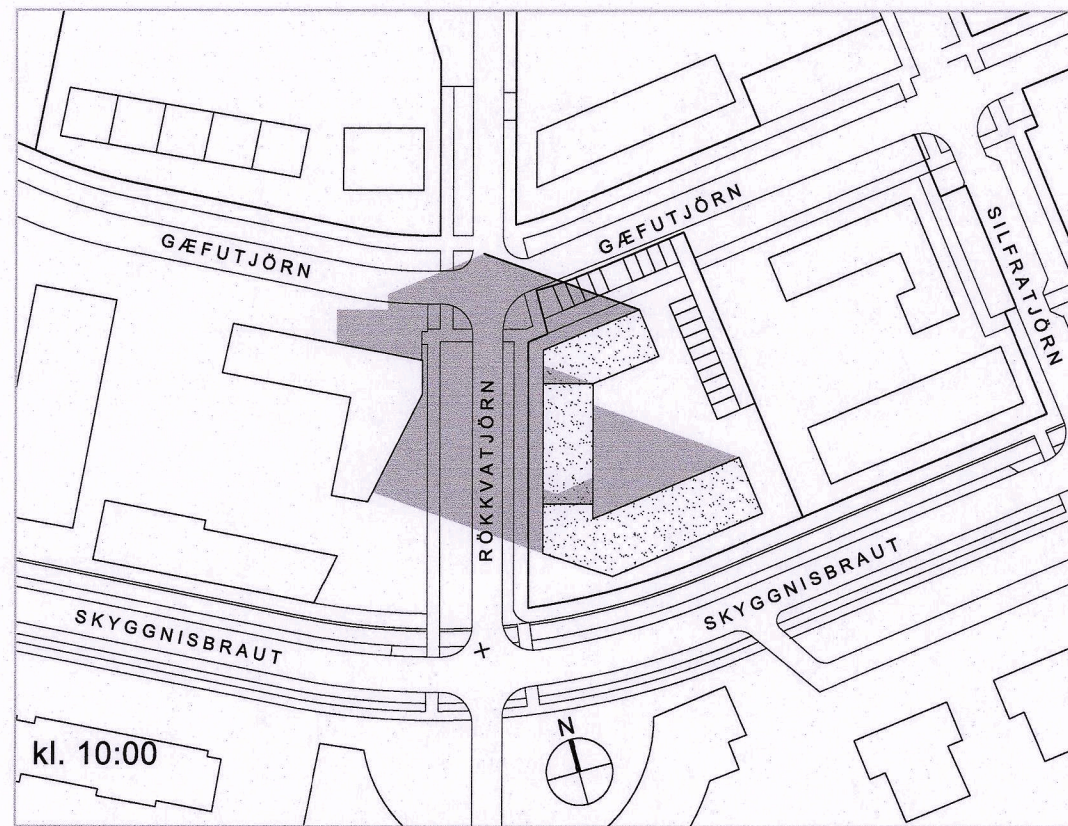 GÆFUTJÖRN
GÆFUTJÖRN
SILFRATJÖRN
RÖKKVATJÖRN
SKYGGNISBRAUT
SKYGGNISBRAUT
N
kl. 10:00